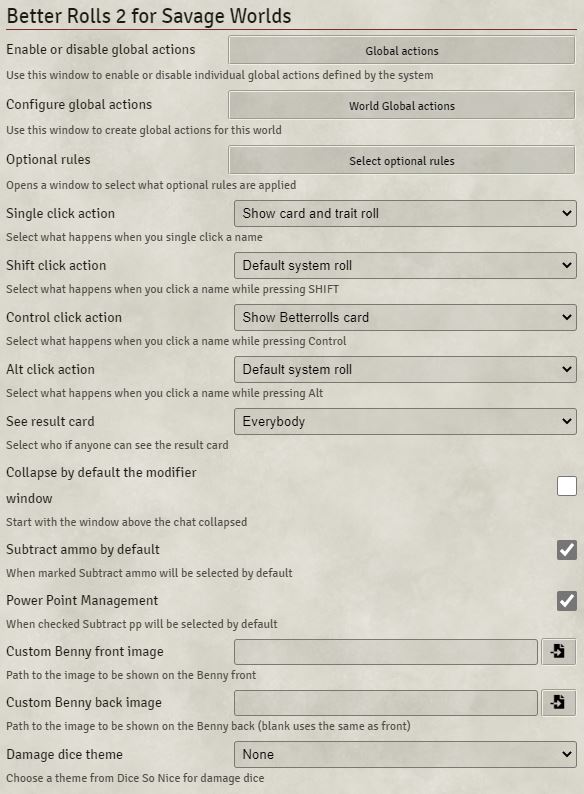 Better Rolls 2 for Savage Worlds
Enable or disable global actions
Global actions
Use this window to enable or disable individual global actions defined by the system
Configure global actions
World Global actions
Use this window to create global actions for this world
Optional rules
Select optional rules
Opens a window to select what optional rules are applied
Single click action
Show card and trait roll
Select what happens when you single click a name
Shift click action
Default system roll
Select what happens when you click a name while pressing SHIFT
Control click action
Show Betterrolls card
Select what happens when you click a name while pressing Control
Alt click action
Default system roll
Select what happens when you click a name while pressing Alt
See result card
Everybody
Select who if anyone can see the result card
Collapse by default the modifier
window
Start with the window above the chat collapsed
Subtract ammo by default
When marked Subtract ammo will be selected by default
Power Point Management
When checked Subtract pp will be selected by default
Custom Benny front image
Path to the image to be shown on the Benny front
Custom Benny back image
Path to the image to be shown on the Benny back (blank uses the same as front)
Damage dice theme
None
Choose a theme from Dice So Nice for damage dice